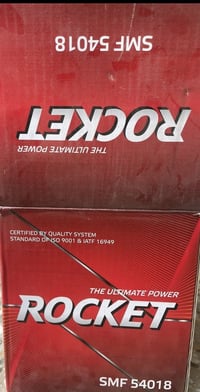 SMF 54018
ROCKET
THE ULTIMATE POWER
CERTIFIED BY QUALITY SYSTEM
STANDARD OF ISO 9001 & IATF 16949
THE ULTIMATE POWER
ROCKET
SMF 54018